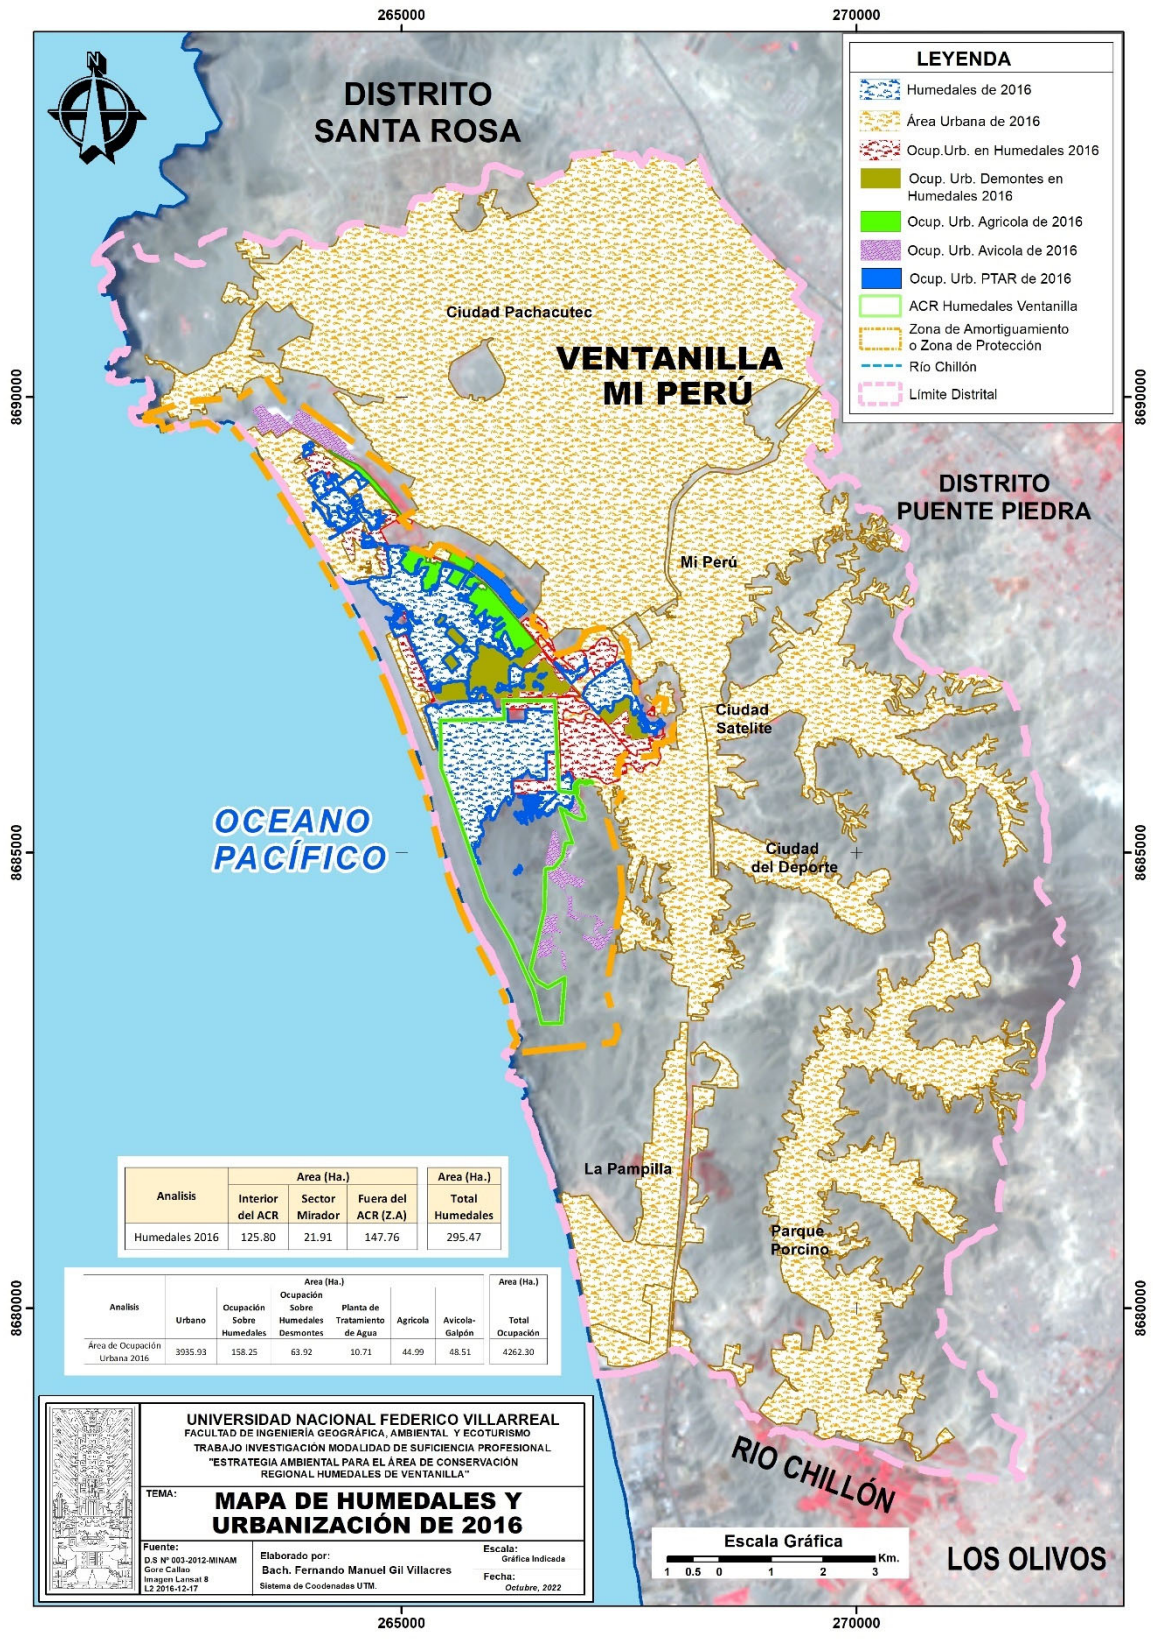 265000
270000
N
DISTRITO
SANTA ROSA
LEYENDA
Humedales de 2016
Área Urbana de 2016
Ocup.Urb. en Humedales 2016
Ocup. Urb. Demontes en
Humedales 2016
Ocup. Urb. Agricola de 2016
Ocup. Urb. Avicola de 2016
Ocup. Urb. PTAR de 2016
ACR Humedales Ventanilla
Zona de Amortiguamiento
o Zona de Protección
Río Chillón
Límite Distrital
Ciudad Pachacutec
VENTANILLA
MI PERÚ
8690000
8690000
DISTRITO
PUENTE PIEDRA
Mi Perú
Ciudad
Satelite
OCEANO
PACÍFICO
Ciudad
del Deporte
8685000
8685000
La Pampilla
Parque
Porcino
Analisis
Area (Ha.)
Area (Ha.)
Interior
del ACR
Sector
Mirador
Fuera del
ACR (Z.A)
Total
Humedales
Humedales 2016
125.80
21.91
147.76
295.47
8680000
8680000
Analisis
Area (Ha.)
Area (Ha.)
Urbano
Ocupación
Sobre
Humedales
Ocupación
Sobre
Humedales
Desmontes
Planta de
Tratamiento
de Agua
Agricola
Avicola-
Galpón
Total
Ocupación
Área de Ocupación
Urbana 2016
3935.93
158.25
63.92
10.71
44.99
48.51
4262.30
UNIVERSIDAD NACIONAL FEDERICO VILLARREAL
FACULTAD DE INGENIERÍA GEOGRÁFICA, AMBIENTAL Y ECOTURISMO
TRABAJO INVESTIGACIÓN MODALIDAD DE SUFICIENCIA PROFESIONAL
"ESTRATEGIA AMBIENTAL PARA EL ÁREA DE CONSERVACIÓN
REGIONAL HUMEDALES DE VENTANILLA"
TEMA:
MAPA DE HUMEDALES Y
URBANIZACIÓN DE 2016
Fuente:
D.S Nº 003-2012-MINAM
Gore Callao
Imagen Lansat 8
L2 2016-12-17
Elaborado por:
Bach. Fernando Manuel Gil Villacres
Sistema de Coodenadas UTM.
Escala:
Gráfica Indicada
Fecha:
Octubre, 2022
RIO CHILLÓN
LOS OLIVOS
Escala Gráfica
Km.
1 0.5 0 1 2 3
265000
270000